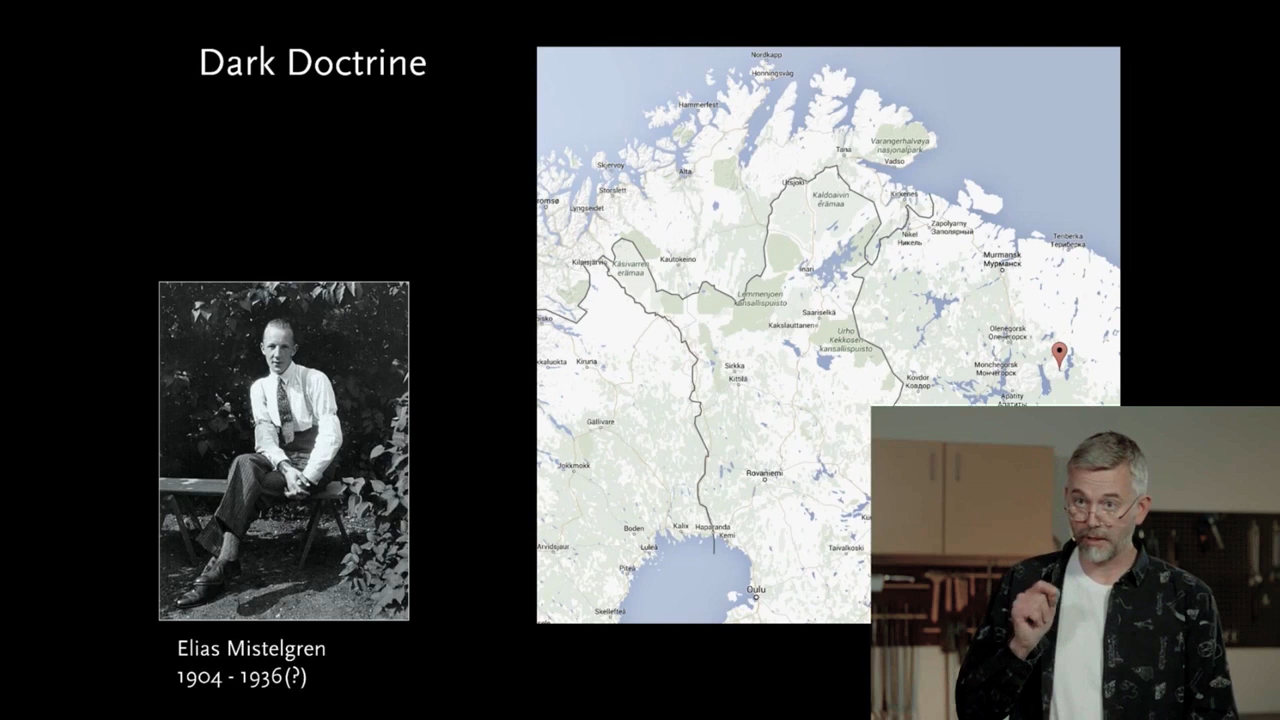 Dark Doctrine
Nordkapp
Honningsvåg
Hammerfest
Varangerhalvøya
nasjonalpark
Tana
Vadsø
Skjervoy
Alta
Storslett
Utsjoki
Kaldoaivin
erämaa
Kirkenes
romsø
Lyngseidet
Zapolyarny
Заполярный
Nikel
Никель
Teriberka
Териберка
Murmansk
Мурманск
Kilpisjärvi
Käsivarren
erämaa
Kautokeino
Inari
Lemmenjoen
kansallispuisto
Saariselkä
Kakslauttanen
Urho
Kekkosen
kansallispuisto
Olenegorsk
Оленегорск
Kiruna
Sirkka
Kittilä
Monchegorsk
Мончегорск
Kovdor
Ковдор
Apatity
Апатиты
Gällivare
Jokkmokk
Rovaniemi
Boden
Kalix
Haparanda
Kemi
Arvidsjaur
Luleå
Taivalkoski
Piteå
Oulu
Skellefteå
Elias Mistelgren
1904 - 1936(?)